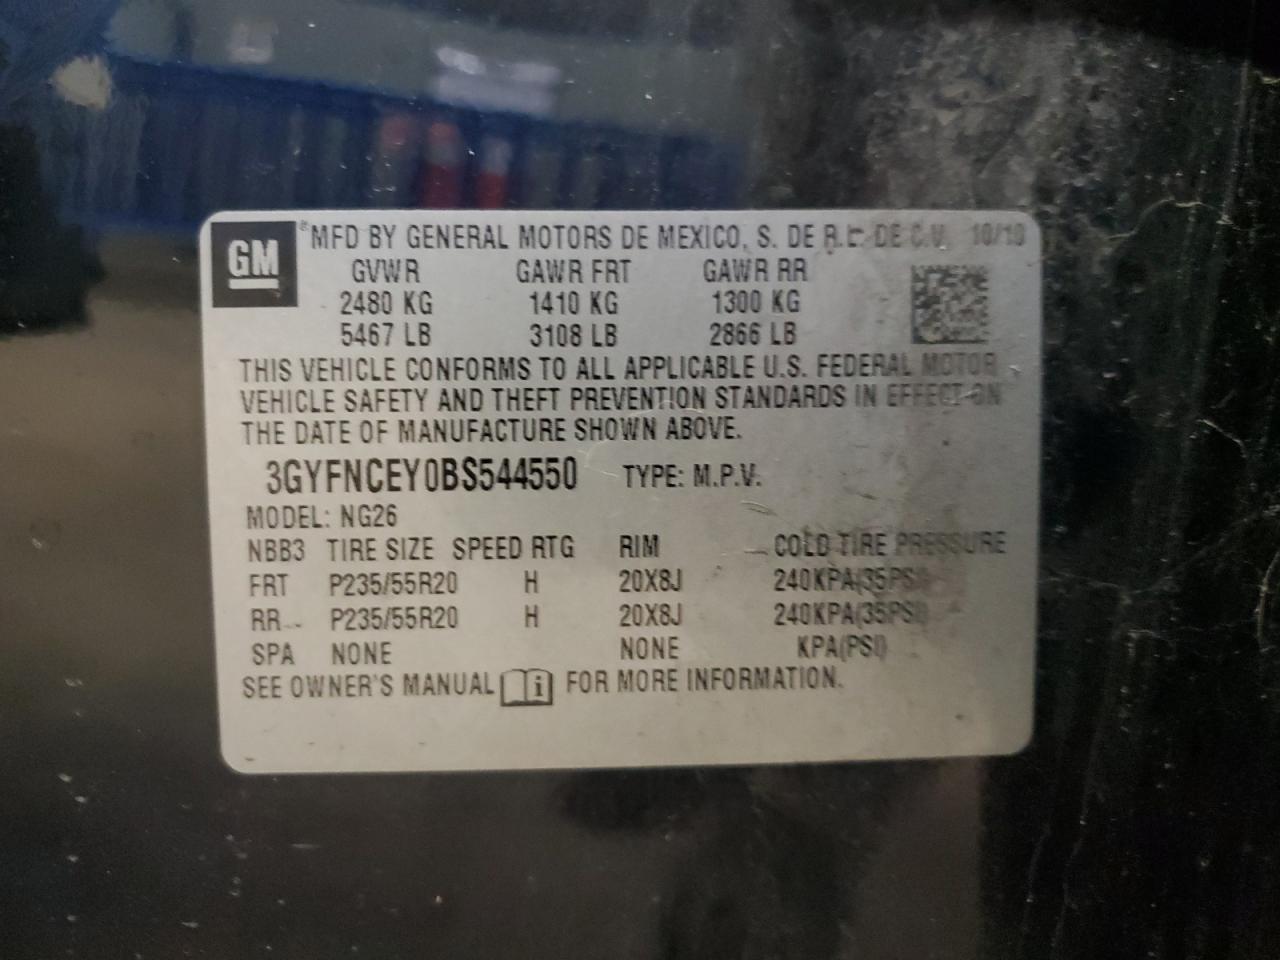 GM ® MFD BY GENERAL MOTORS DE MEXICO, S. DE R.L. DE C.V. 10/10
GVWR GAWR FRT GAWR RR
2480 KG 1410 KG 1300 KG
5467 LB 3108 LB 2866 LB
THIS VEHICLE CONFORMS TO ALL APPLICABLE U.S. FEDERAL MOTOR
VEHICLE SAFETY AND THEFT PREVENTION STANDARDS IN EFFECT ON
THE DATE OF MANUFACTURE SHOWN ABOVE.
3GYFNCEY0BS544550 TYPE: M.P.V.
MODEL: NG26
NBB3 TIRE SIZE SPEED RTG RIM COLD TIRE PRESSURE
FRT P235/55R20 H 20X8J 240KPA(35PSI)
RR P235/55R20 H 20X8J 240KPA(35PSI)
SPA NONE NONE KPA(PSI)
SEE OWNER'S MANUAL i FOR MORE INFORMATION.